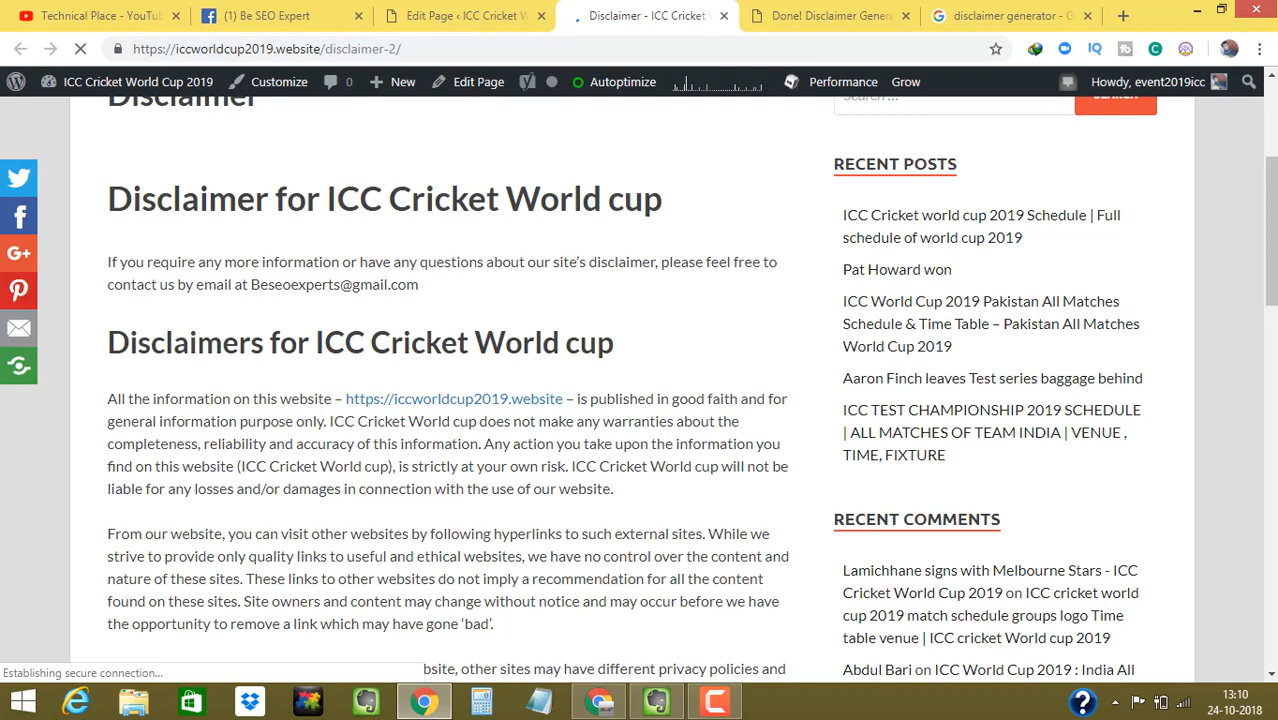 Technical Place - YouTu
(1) Be SEO Expert
Edit Page ‹ ICC Cricket W
Disclaimer - ICC Cricket
Done! Disclaimer Genera
disclaimer generator - G
https://iccworldcup2019.website/disclaimer-2/
ICC Cricket World Cup 2019
Customize
0
New
Edit Page
Autoptimize
Performance
Grow
Howdy, event2019icc
Disclaimer
Search …
SEARCH
Disclaimer for ICC Cricket World cup
If you require any more information or have any questions about our site's disclaimer, please feel free to
contact us by email at Beseoexperts@gmail.com
Disclaimers for ICC Cricket World cup
All the information on this website – https://iccworldcup2019.website – is published in good faith and for
general information purpose only. ICC Cricket World cup does not make any warranties about the
completeness, reliability and accuracy of this information. Any action you take upon the information you
find on this website (ICC Cricket World cup), is strictly at your own risk. ICC Cricket World cup will not be
liable for any losses and/or damages in connection with the use of our website.
From our website, you can visit other websites by following hyperlinks to such external sites. While we
strive to provide only quality links to useful and ethical websites, we have no control over the content and
nature of these sites. These links to other websites do not imply a recommendation for all the content
found on these sites. Site owners and content may change without notice and may occur before we have
the opportunity to remove a link which may have gone ‘bad’.
bsite, other sites may have different privacy policies and
RECENT POSTS
ICC Cricket world cup 2019 Schedule | Full
schedule of world cup 2019
Pat Howard won
ICC World Cup 2019 Pakistan All Matches
Schedule & Time Table – Pakistan All Matches
World Cup 2019
Aaron Finch leaves Test series baggage behind
ICC TEST CHAMPIONSHIP 2019 SCHEDULE
| ALL MATCHES OF TEAM INDIA | VENUE ,
TIME, FIXTURE
RECENT COMMENTS
Lamichhane signs with Melbourne Stars - ICC
Cricket World Cup 2019 on ICC cricket world
cup 2019 match schedule groups logo Time
table venue | ICC cricket World cup 2019
Abdul Bari on ICC World Cup 2019 : India All
Establishing secure connection...
13:10
24-10-2018